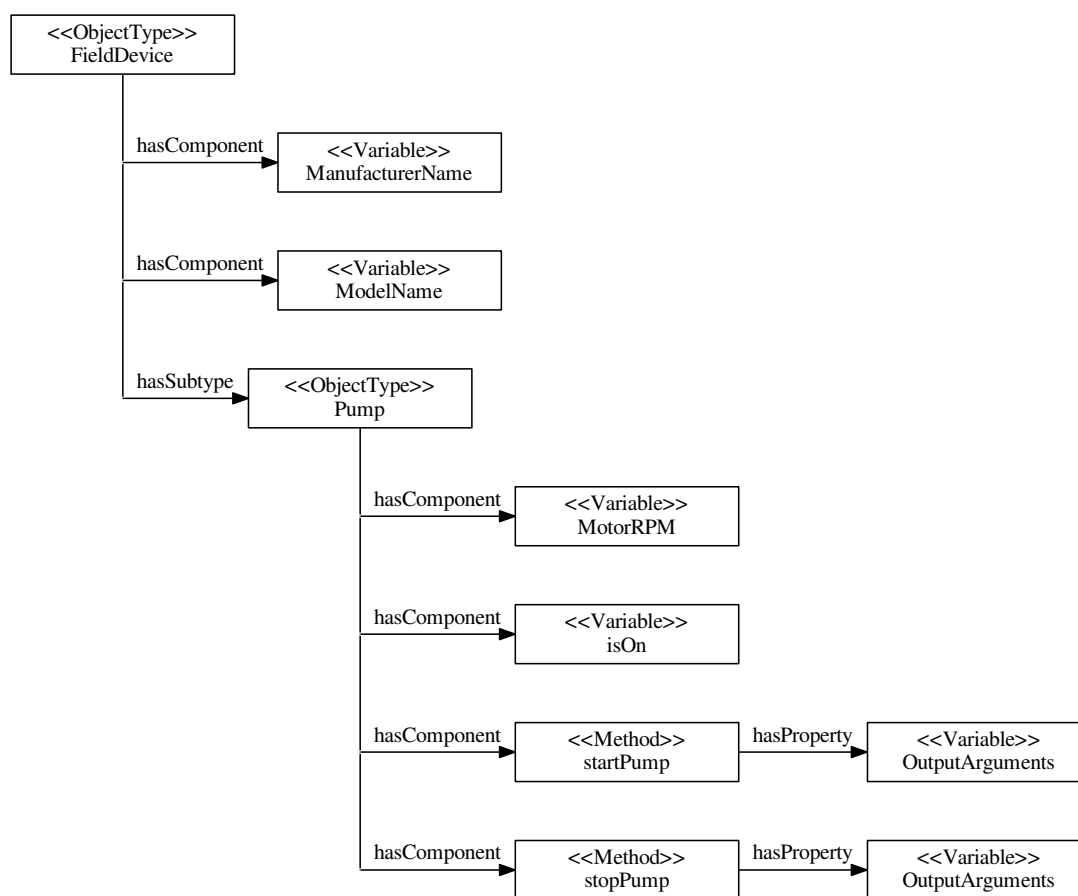 <<ObjectType>>
FieldDevice
hasComponent
<<Variable>>
ManufacturerName
hasComponent
<<Variable>>
ModelName
hasSubtype
<<ObjectType>>
Pump
hasComponent
<<Variable>>
MotorRPM
hasComponent
<<Variable>>
isOn
hasComponent
<<Method>>
startPump
hasProperty
<<Variable>>
OutputArguments
hasComponent
<<Method>>
stopPump
hasProperty
<<Variable>>
OutputArguments